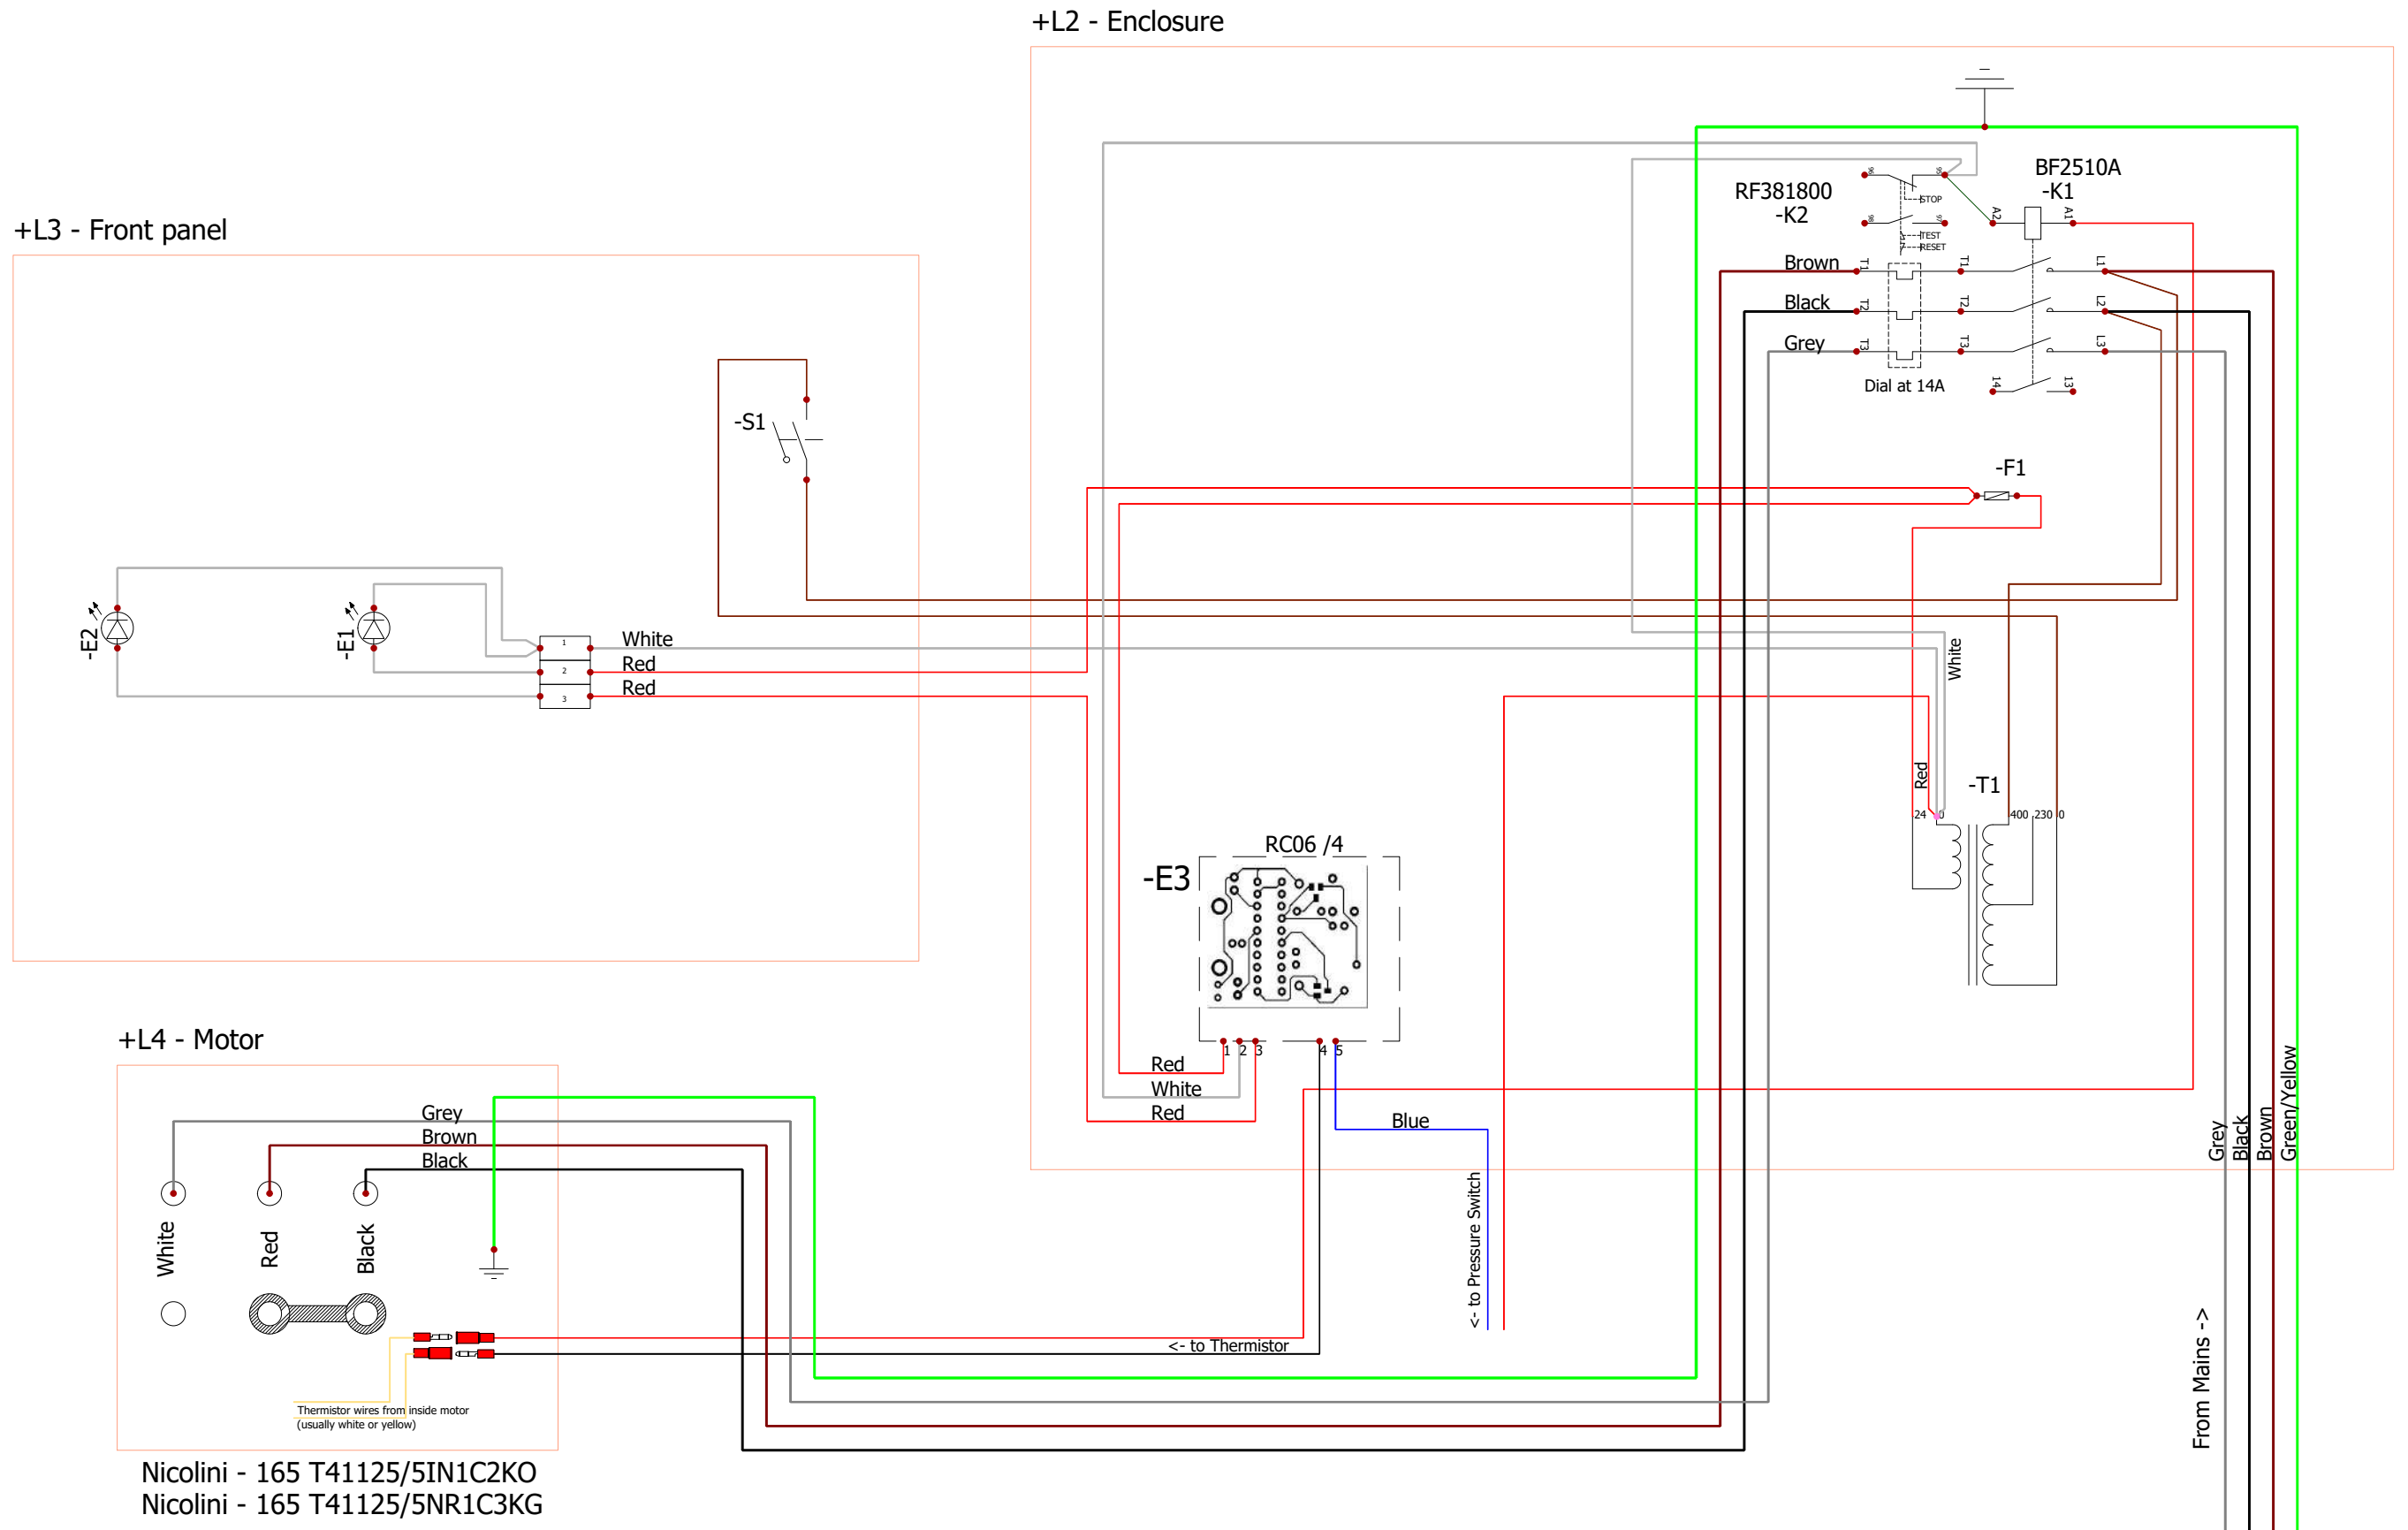 +L2 - Enclosure
BF2510A
-K1
RF381800
-K2
96
95
STOP
98
97
TEST
RESET
A2
A1
Brown
T1
T1
L1
Black
T2
T2
L2
Grey
T3
T3
L3
Dial at 14A
14
13
+L3 - Front panel
-S1
-F1
-E2
-E1
1
2
3
White
Red
Red
White
Red
-T1
24
0
400
230
0
RC06 /4
-E3
1
2
3
4
5
Red
White
Red
Blue
<- to Pressure Switch
<- to Thermistor
Grey
Black
Brown
Green/Yellow
From Mains ->
+L4 - Motor
Grey
Brown
Black
White
Red
Black
Thermistor wires from inside motor
(usually white or yellow)
Nicolini - 165 T41125/5IN1C2KO
Nicolini - 165 T41125/5NR1C3KG